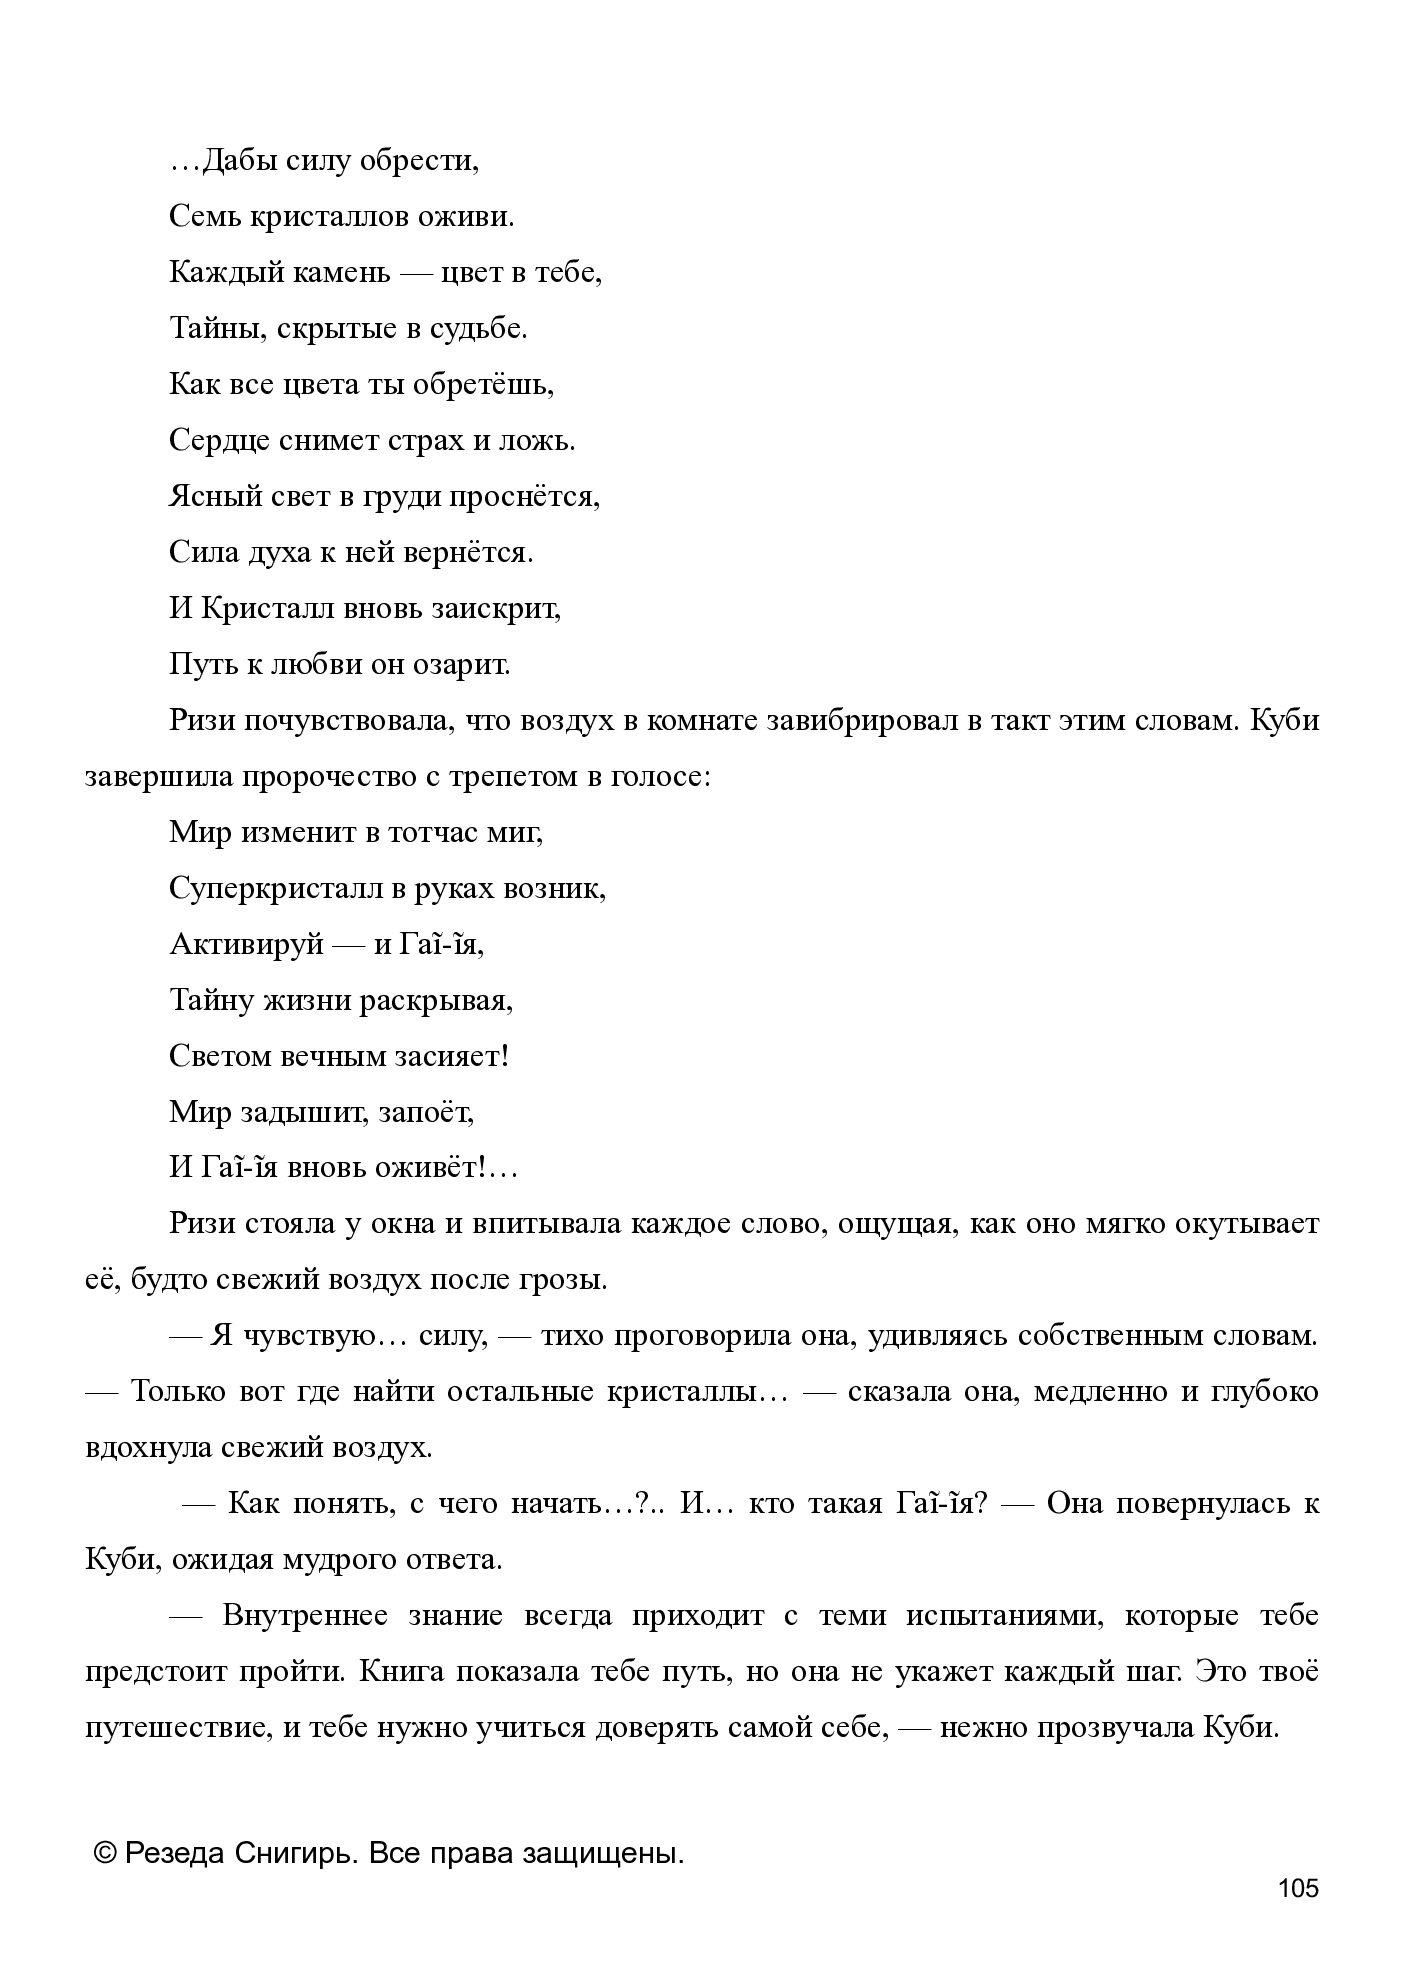 …Дабы силу обрести,
Семь кристаллов оживи.
Каждый камень — цвет в тебе,
Тайны, скрытые в судьбе.
Как все цвета ты обретёшь,
Сердце снимет страх и ложь.
Ясный свет в груди проснётся,
Сила духа к ней вернётся.
И Кристалл вновь заискрит,
Путь к любви он озарит.
Ризи почувствовала, что воздух в комнате завибрировал в такт этим словам. Куби
завершила пророчество с трепетом в голосе:
Мир изменит в тотчас миг,
Суперкристалл в руках возник,
Активируй — и Гаĩ-ĩя,
Тайну жизни раскрывая,
Светом вечным засияет!
Мир задышит, запоёт,
И Гаĩ-ĩя вновь оживёт!…
Ризи стояла у окна и впитывала каждое слово, ощущая, как оно мягко окутывает
её, будто свежий воздух после грозы.
— Я чувствую… силу, — тихо проговорила она, удивляясь собственным словам.
— Только вот где найти остальные кристаллы… — сказала она, медленно и глубоко
вдохнула свежий воздух.
— Как понять, с чего начать…?.. И… кто такая Гаĩ-ĩя? — Она повернулась к
Куби, ожидая мудрого ответа.
— Внутреннее знание всегда приходит с теми испытаниями, которые тебе
предстоит пройти. Книга показала тебе путь, но она не укажет каждый шаг. Это твоё
путешествие, и тебе нужно учиться доверять самой себе, — нежно прозвучала Куби.
© Резеда Снигирь. Все права защищены.
105